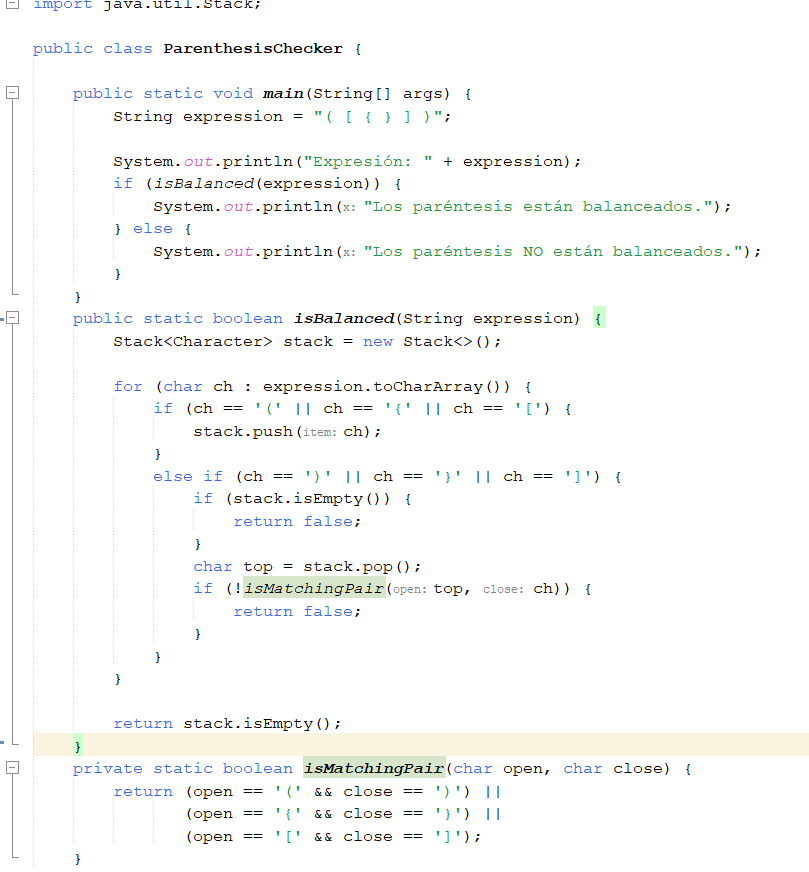 import java.util.Stack;
public class ParenthesisChecker {
public static void main(String[] args) {
String expression = "( [ { } ] )";
System.out.println("Expresión: " + expression);
if (isBalanced(expression)) {
System.out.println(x: "Los paréntesis están balanceados.");
} else {
System.out.println(x: "Los paréntesis NO están balanceados.");
}
}
public static boolean isBalanced(String expression) {
Stack<Character> stack = new Stack<>();
for (char ch : expression.toCharArray()) {
if (ch == '(' || ch == '{' || ch == '[') {
stack.push(item: ch);
}
else if (ch == ')' || ch == '}' || ch == ']') {
if (stack.isEmpty()) {
return false;
}
char top = stack.pop();
if (!isMatchingPair(open: top, close: ch)) {
return false;
}
}
}
return stack.isEmpty();
}
private static boolean isMatchingPair(char open, char close) {
return (open == '(' && close == ')') ||
(open == '{' && close == '}') ||
(open == '[' && close == ']');
}